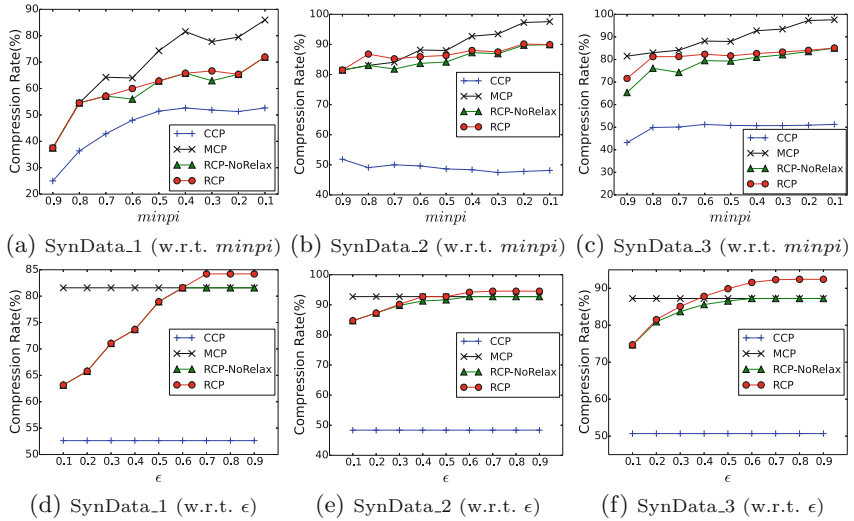 Compression Rate(%)
90
80
70
60
50
40
30
20
CCP
MCP
RCP-NoRelax
RCP
0.9 0.8 0.7 0.6 0.5 0.4 0.3 0.2 0.1
minpi
(a) SynData_1 (w.r.t. minpi)
Compression Rate(%)
100
90
80
70
60
50
40
CCP
MCP
RCP-NoRelax
RCP
0.9 0.8 0.7 0.6 0.5 0.4 0.3 0.2 0.1
minpi
(b) SynData_2 (w.r.t. minpi)
Compression Rate(%)
100
90
80
70
60
50
40
30
20
CCP
MCP
RCP-NoRelax
RCP
0.9 0.8 0.7 0.6 0.5 0.4 0.3 0.2 0.1
minpi
(c) SynData_3 (w.r.t. minpi)
Compression Rate(%)
85
80
75
70
65
60
55
50
CCP
MCP
RCP-NoRelax
RCP
0.1 0.2 0.3 0.4 0.5 0.6 0.7 0.8 0.9
ϵ
(d) SynData_1 (w.r.t. ϵ)
Compression Rate(%)
100
90
80
70
60
50
40
CCP
MCP
RCP-NoRelax
RCP
0.1 0.2 0.3 0.4 0.5 0.6 0.7 0.8 0.9
ϵ
(e) SynData_2 (w.r.t. ϵ)
Compression Rate(%)
90
80
70
60
50
CCP
MCP
RCP-NoRelax
RCP
0.1 0.2 0.3 0.4 0.5 0.6 0.7 0.8 0.9
ϵ
(f) SynData_3 (w.r.t. ϵ)